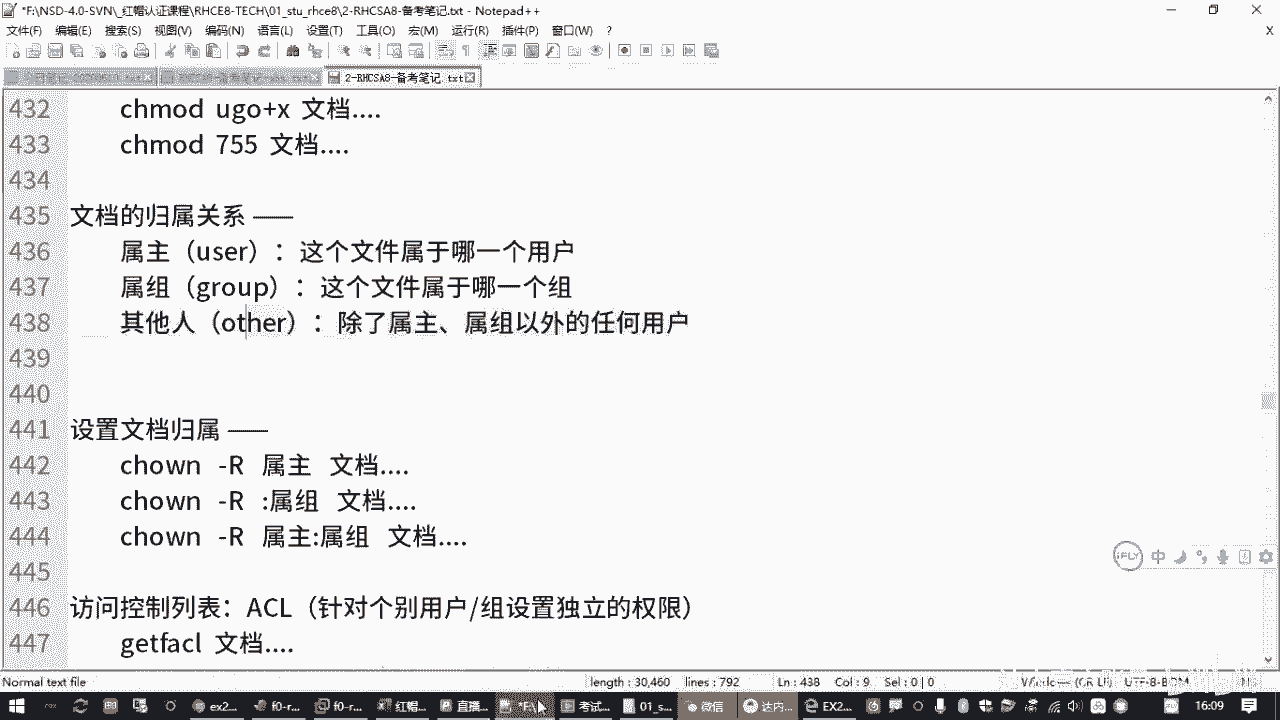 *F:\NSD-4.0-SVN\_红帽认证课程\RHCE8-TECH\01_stu_rhce8\2-RHCSA8-备考笔记.txt - Notepad++
文件(F) 编辑(E) 搜索(S) 视图(V) 编码(N) 语言(L) 设置(T) 工具(O) 宏(M) 运行(R) 插件(P) 窗口(W) ? X
2-RHCSA8-备考笔记.txt
432 chmod ugo+x 文档....
433 chmod 755 文档....
434
435 文档的归属关系 ——
436 属主（user）：这个文件属于哪一个用户
437 属组（group）：这个文件属于哪一个组
438 其他人（other）：除了属主、属组以外的任何用户
439
440
441 设置文档归属 ——
442 chown -R 属主 文档....
443 chown -R :属组 文档....
444 chown -R 属主:属组 文档....
445
446 访问控制列表：ACL（针对个别用户/组设置独立的权限）
447 getfacl 文档....
iFLY 中
Normal text file length : 30,460 lines : 792 Ln : 438 Col : 9 Sel : 0 | 0 UTF-8-BOM
ex2... f0-r... f0-r... 红帽... 直播... 考试... 01_s... 微信 达内... EX2... 16:09